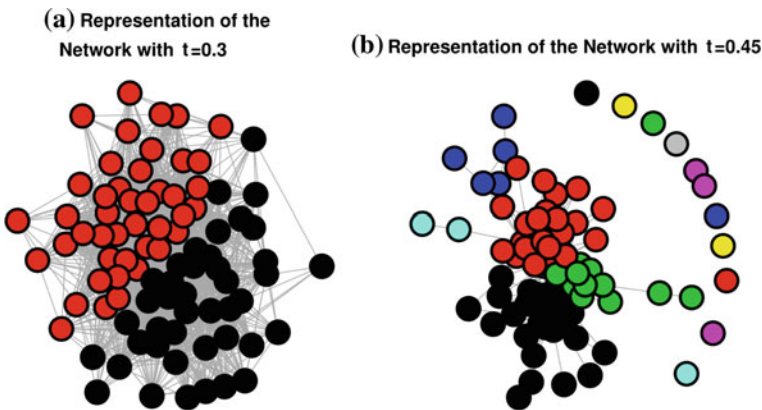 (a) Representation of the
Network with t=0.3
(b) Representation of the Network with t=0.45